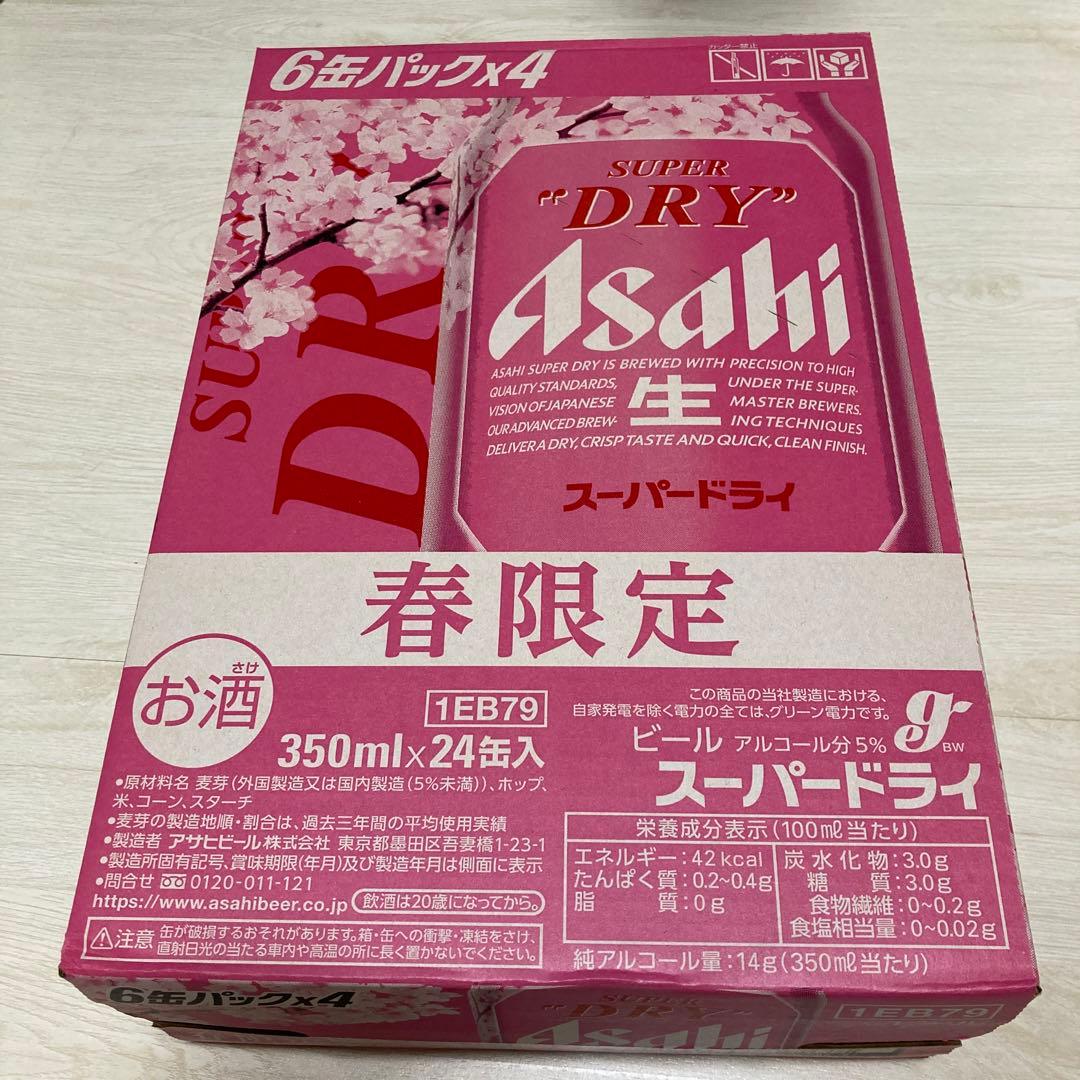 6缶パックx4
カッター禁止
SUPER
"DRY"
Asahi
ASAHI SUPER DRY IS BREWED WITH PRECISION TO HIGH
QUALITY STANDARDS, UNDER THE SUPER-
VISION OF JAPANESE MASTER BREWERS.
OUR ADVANCED BREW- ING TECHNIQUES
DELIVER A DRY, CRISP TASTE AND QUICK, CLEAN FINISH.
生
スーパードライ
春限定
さけ
お酒
1EB79
350ml×24缶入
この商品の当社製造における、
自家発電を除く電力の全ては、グリーン電力です。
g
BW
ビール アルコール分5%
スーパードライ
•原材料名 麦芽(外国製造又は国内製造(5%未満))、ホップ、
米、コーン、スターチ
•麦芽の製造地順・割合は、過去三年間の平均使用実績
•製造者 アサヒビール株式会社 東京都墨田区吾妻橋1-23-1
•製造所固有記号、賞味期限(年月)及び製造年月は側面に表示
•問合せ 0120-011-121
https://www.asahibeer.co.jp 飲酒は20歳になってから。
注意 缶が破損するおそれがあります。箱・缶への衝撃・凍結をさけ、
直射日光の当たる車内や高温の所に長く置かないでください。
栄養成分表示(100ml当たり)
エネルギー:42kcal
たんぱく質:0.2~0.4g
脂質:0g
炭水化物:3.0g
糖質:3.0g
食物繊維:0~0.2g
食塩相当量:0~0.02g
純アルコール量:14g(350ml当たり)
6缶パックx4
SUPER
"DRY"
Asahi
1EB79